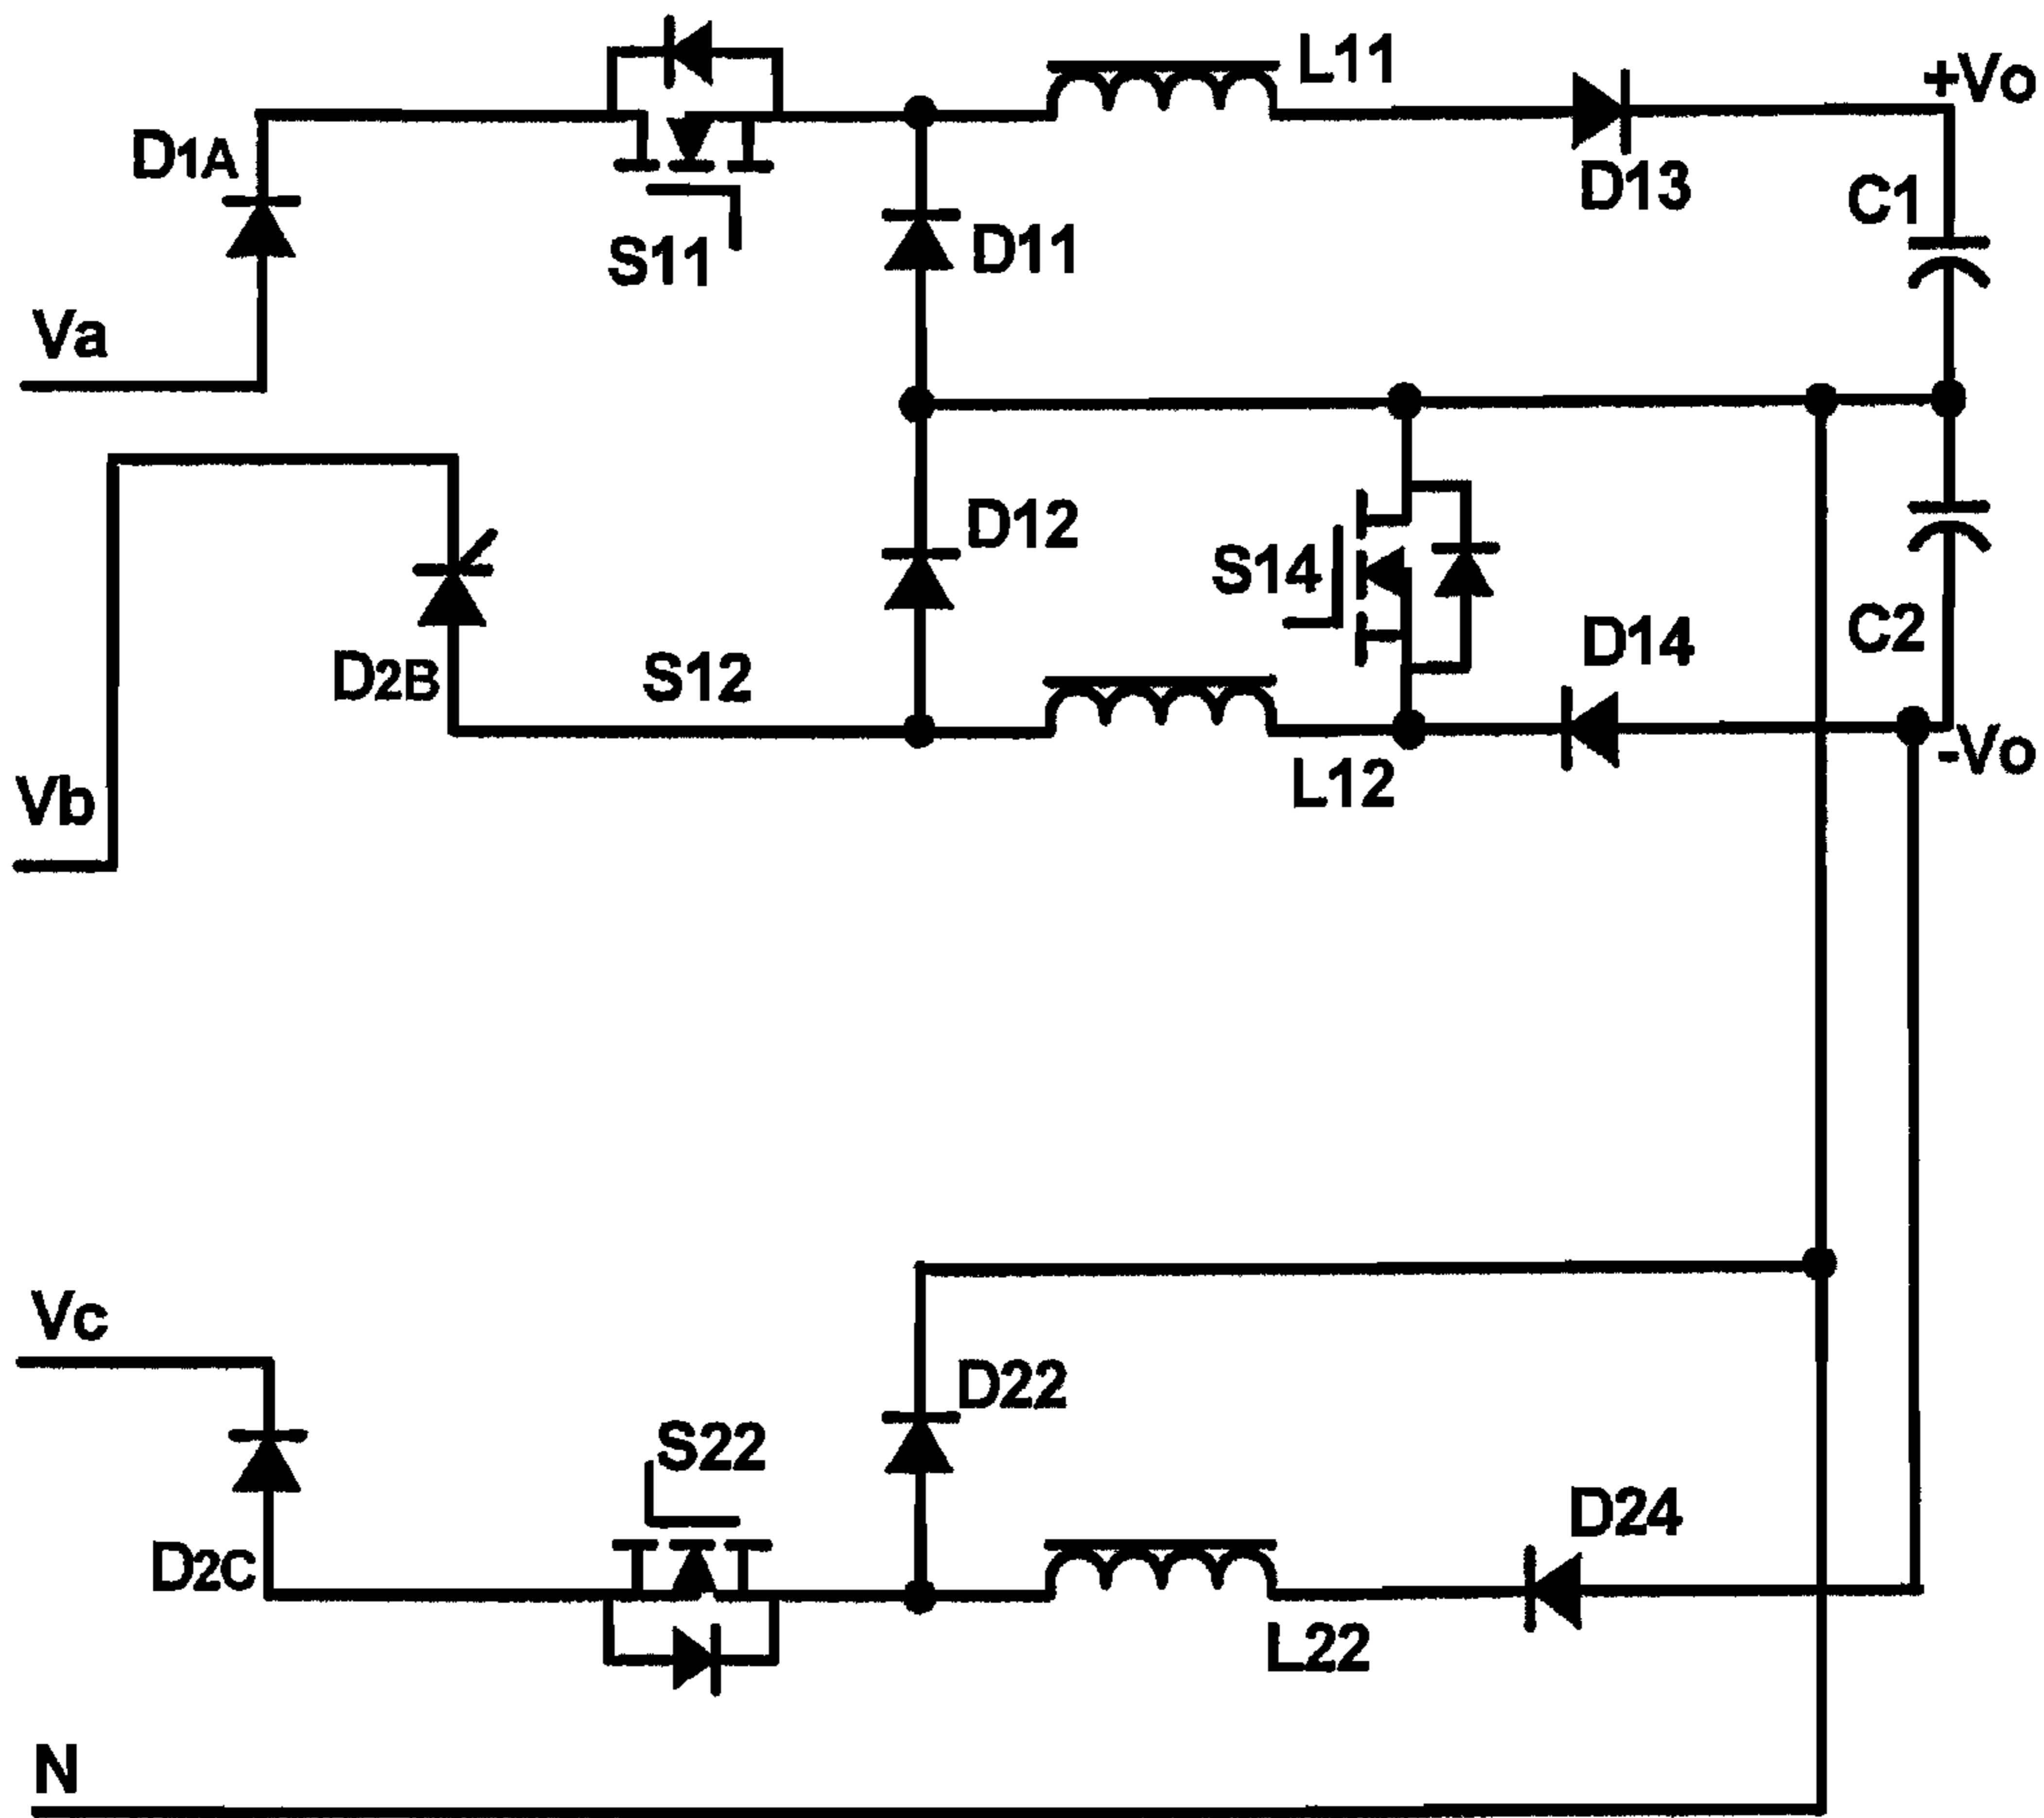 L11
+Vo
D1A
D13
C1
S11
D11
Va
D12
S14
D14
C2
S12
D2B
-Vo
L12
Vb
Vc
D22
S22
D24
D2C
L22
N